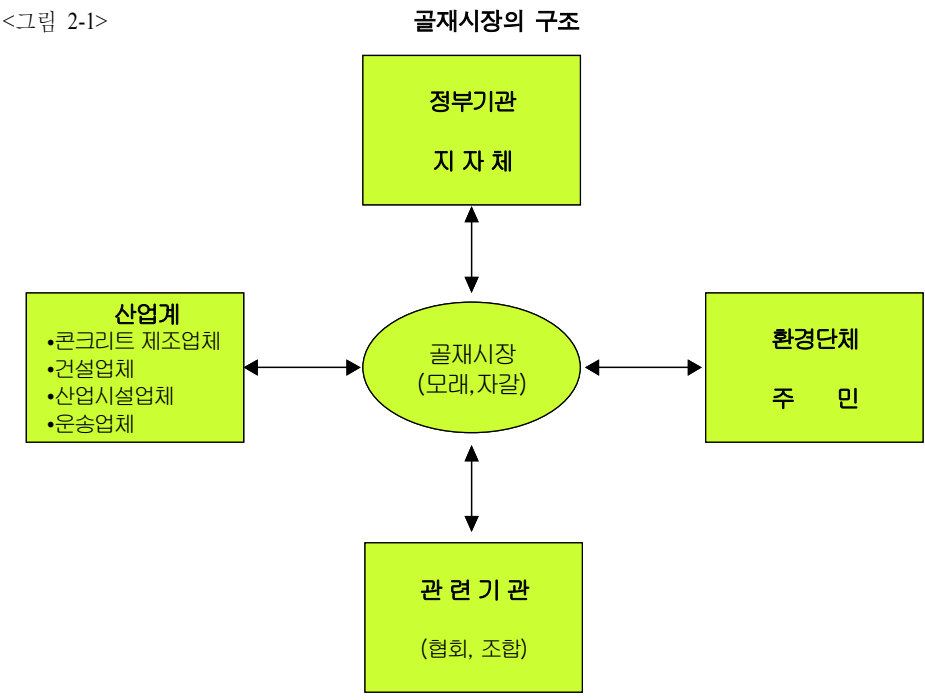 <그림 2-1>
골재시장의 구조
정부기관
지 자 체
산업계
•콘크리트 제조업체
•건설업체
•산업시설업체
•운송업체
골재시장
(모래,자갈)
환경단체
주 민
관 련 기 관
(협회, 조합)